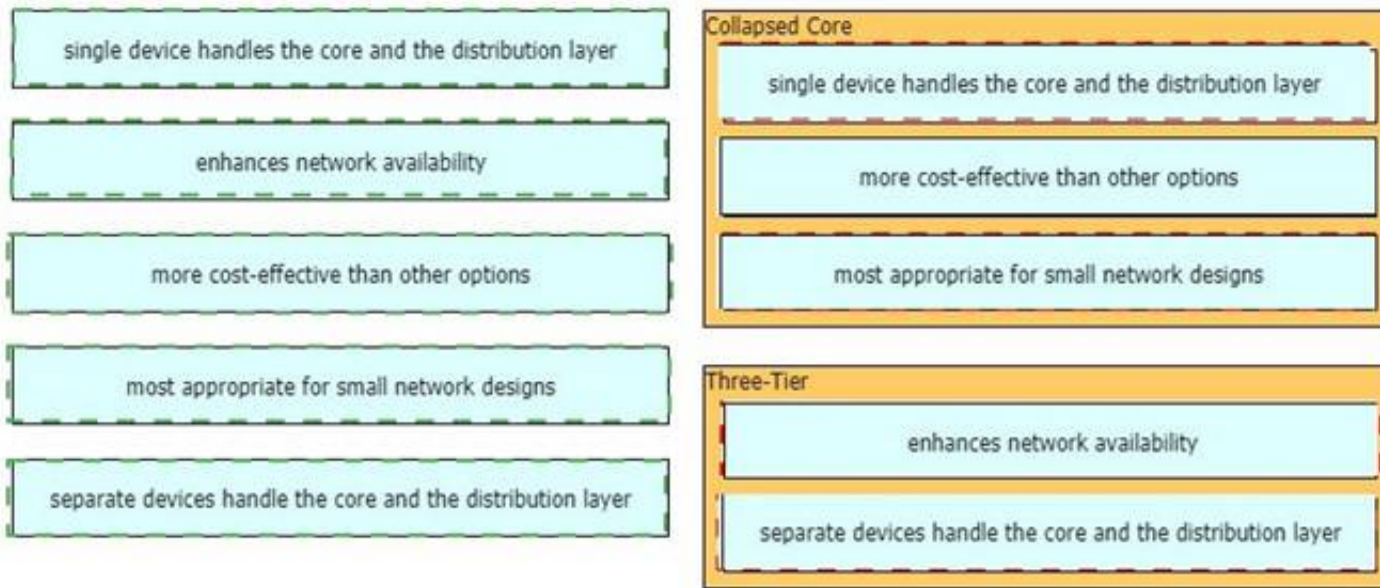 single device handles the core and the distribution layer
enhances network availability
more cost-effective than other options
most appropriate for small network designs
separate devices handle the core and the distribution layer
Collapsed Core
single device handles the core and the distribution layer
more cost-effective than other options
most appropriate for small network designs
Three-Tier
enhances network availability
separate devices handle the core and the distribution layer